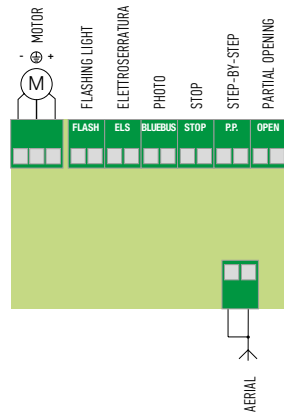 MOTOR
FLASHING LIGHT
ELETTROSERRATURA
PHOTO
STOP
STEP-BY-STEP
PARTIAL OPENING
- +
M
FLASH
ELS
BLUEBUS
STOP
P.P.
OPEN
AERIAL